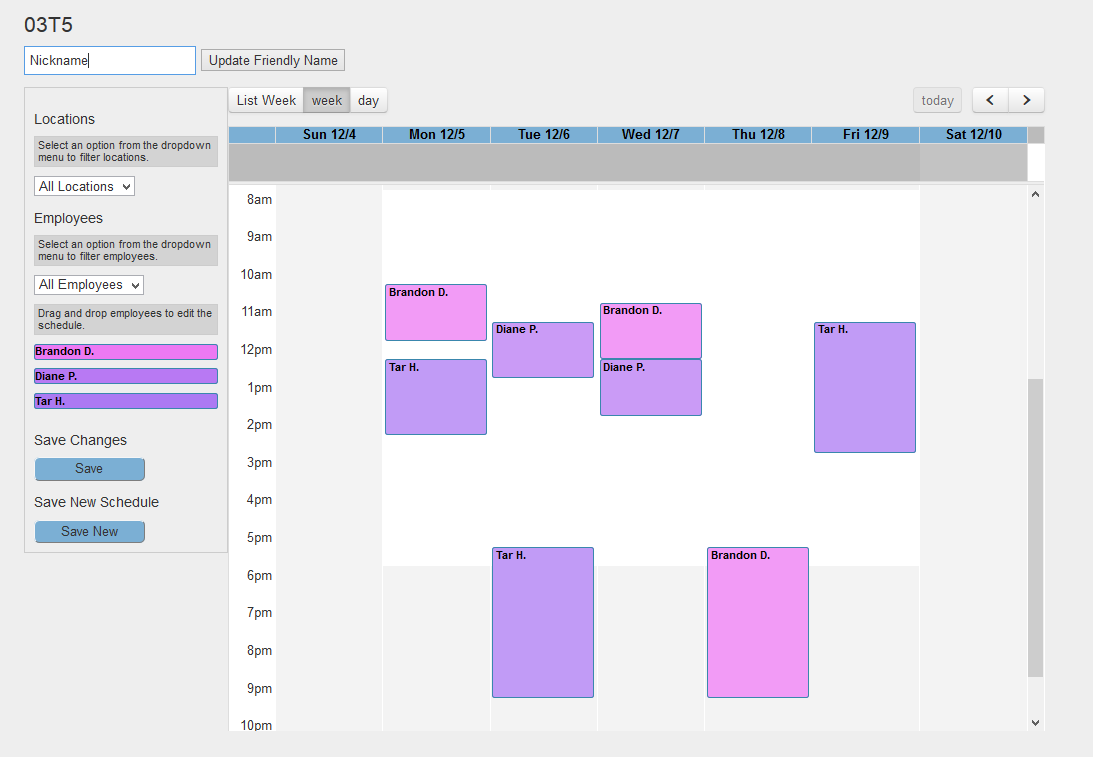 03T5
Nickname
Update Friendly Name
Locations
Select an option from the dropdown
menu to filter locations.
All Locations
Employees
Select an option from the dropdown
menu to filter employees.
All Employees
Drag and drop employees to edit the
schedule.
Brandon D.
Diane P.
Tar H.
Save Changes
Save
Save New Schedule
Save New
List Week week day
today
Sun 12/4 Mon 12/5 Tue 12/6 Wed 12/7 Thu 12/8 Fri 12/9 Sat 12/10
8am
9am
10am
Brandon D.
11am
Brandon D.
Diane P.
Tar H.
12pm
Tar H.
Diane P.
1pm
2pm
3pm
4pm
5pm
Tar H.
Brandon D.
6pm
7pm
8pm
9pm
10pm